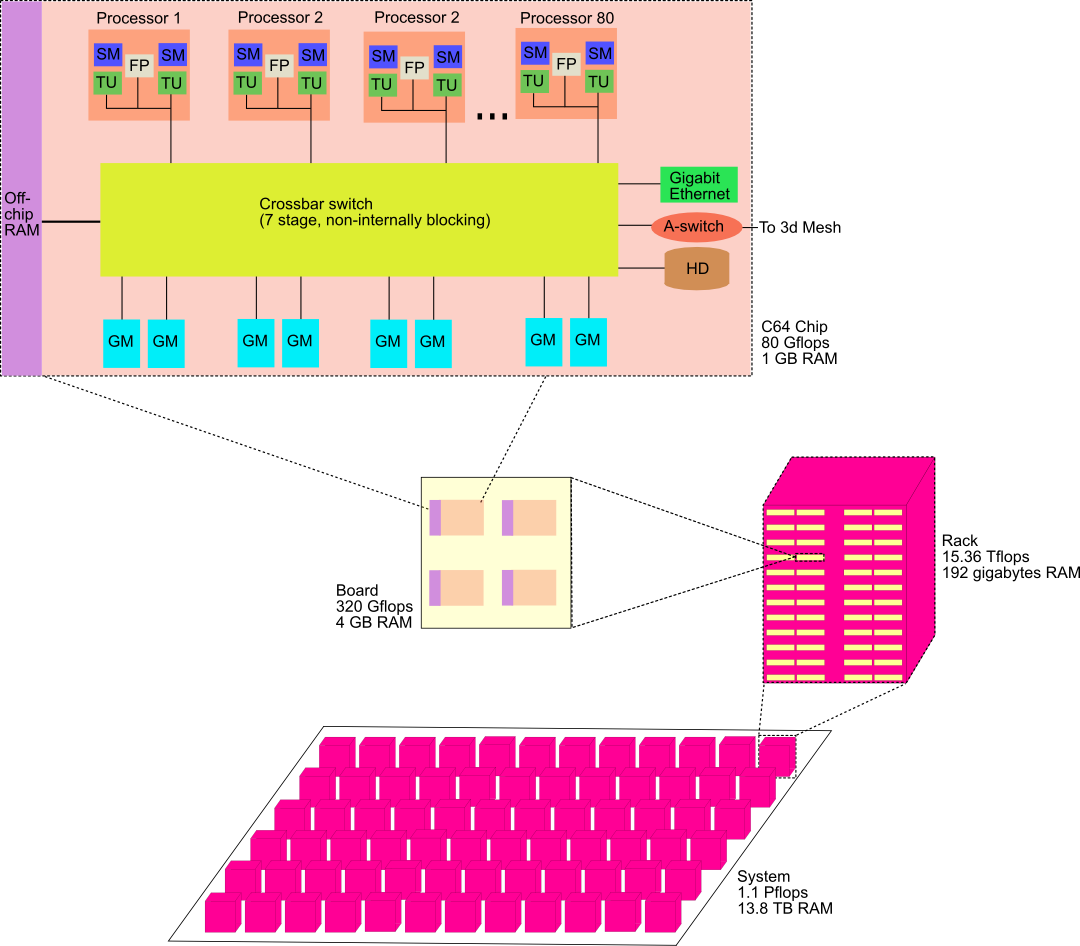 Processor 1
Processor 2
Processor 2
Processor 80
SM
SM
FP
TU
TU
SM
SM
FP
TU
TU
SM
SM
FP
TU
TU
SM
SM
FP
TU
TU
...
Off-
chip
RAM
Crossbar switch
(7 stage, non-internally blocking)
Gigabit
Ethernet
A-switch
To 3d Mesh
HD
GM
GM
GM
GM
GM
GM
GM
GM
C64 Chip
80 Gflops
1 GB RAM
Board
320 Gflops
4 GB RAM
Rack
15.36 Tflops
192 gigabytes RAM
System
1.1 Pflops
13.8 TB RAM